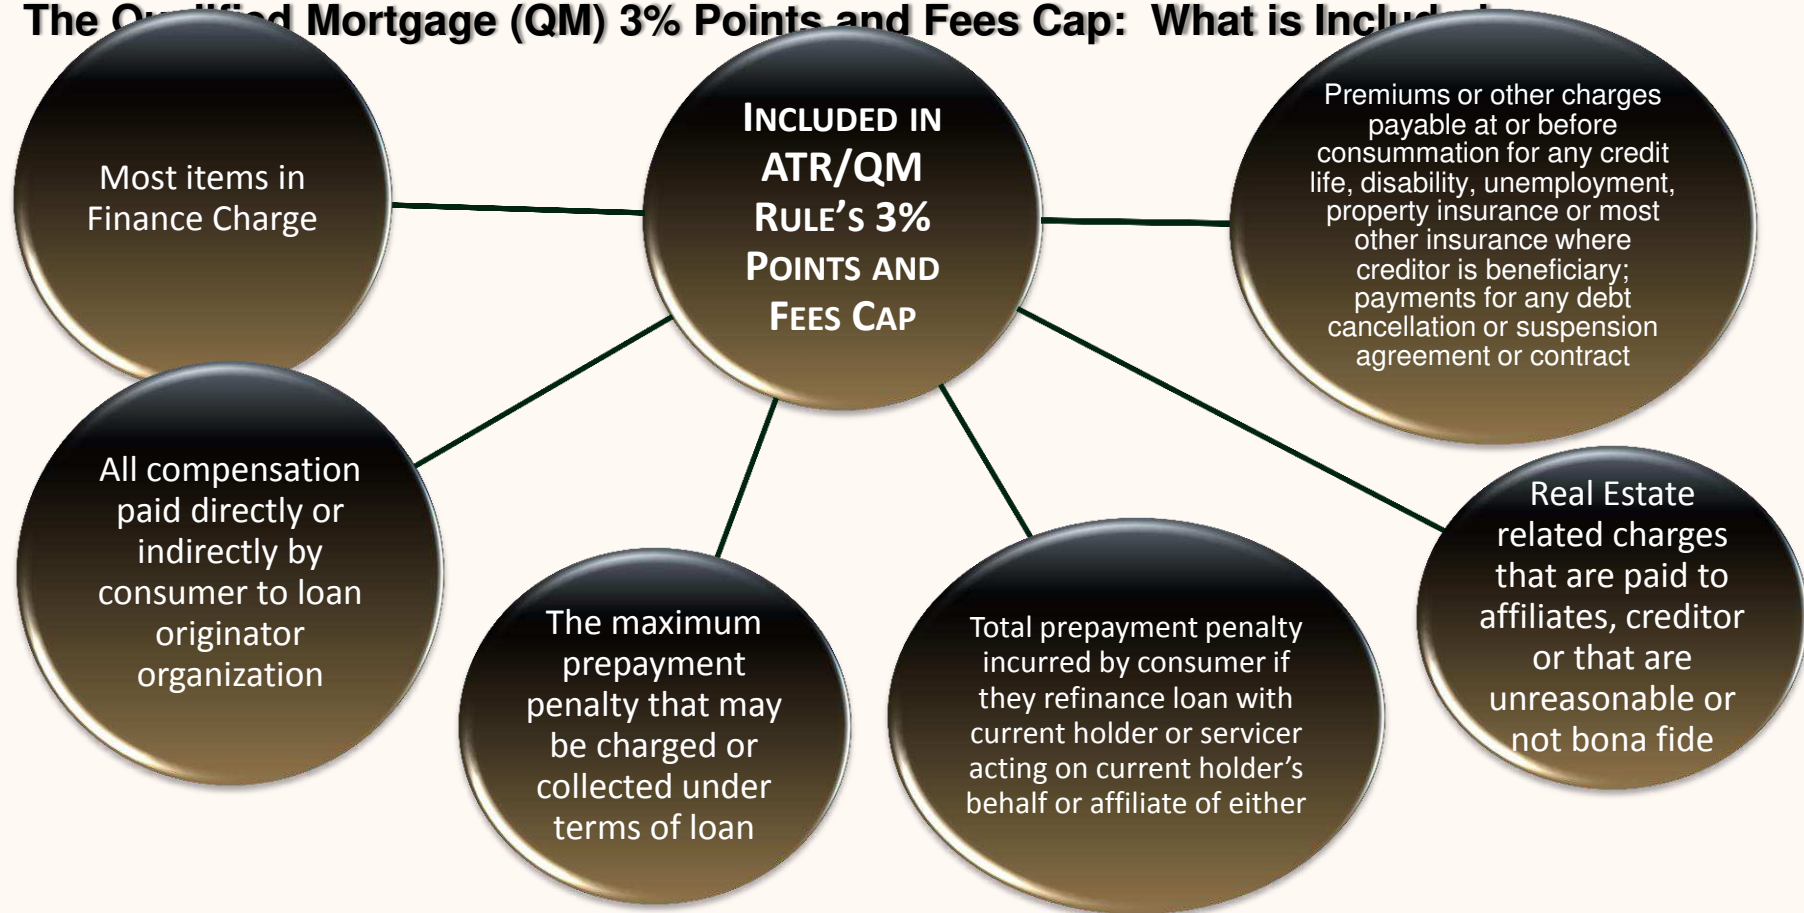 The Qualified Mortgage (QM) 3% Points and Fees Cap: What is Included
Most items in
Finance Charge
INCLUDED IN
ATR/QM
RULE'S 3%
POINTS AND
FEES CAP
Premiums or other charges
payable at or before
consummation for any credit
life, disability, unemployment,
property insurance or most
other insurance where
creditor is beneficiary;
payments for any debt
cancellation or suspension
agreement or contract
All compensation
paid directly or
indirectly by
consumer to loan
originator
organization
The maximum
prepayment
penalty that may
be charged or
collected under
terms of loan
Total prepayment penalty
incurred by consumer if
they refinance loan with
current holder or servicer
acting on current holder’s
behalf or affiliate of either
Real Estate
related charges
that are paid to
affiliates, creditor
or that are
unreasonable or
not bona fide